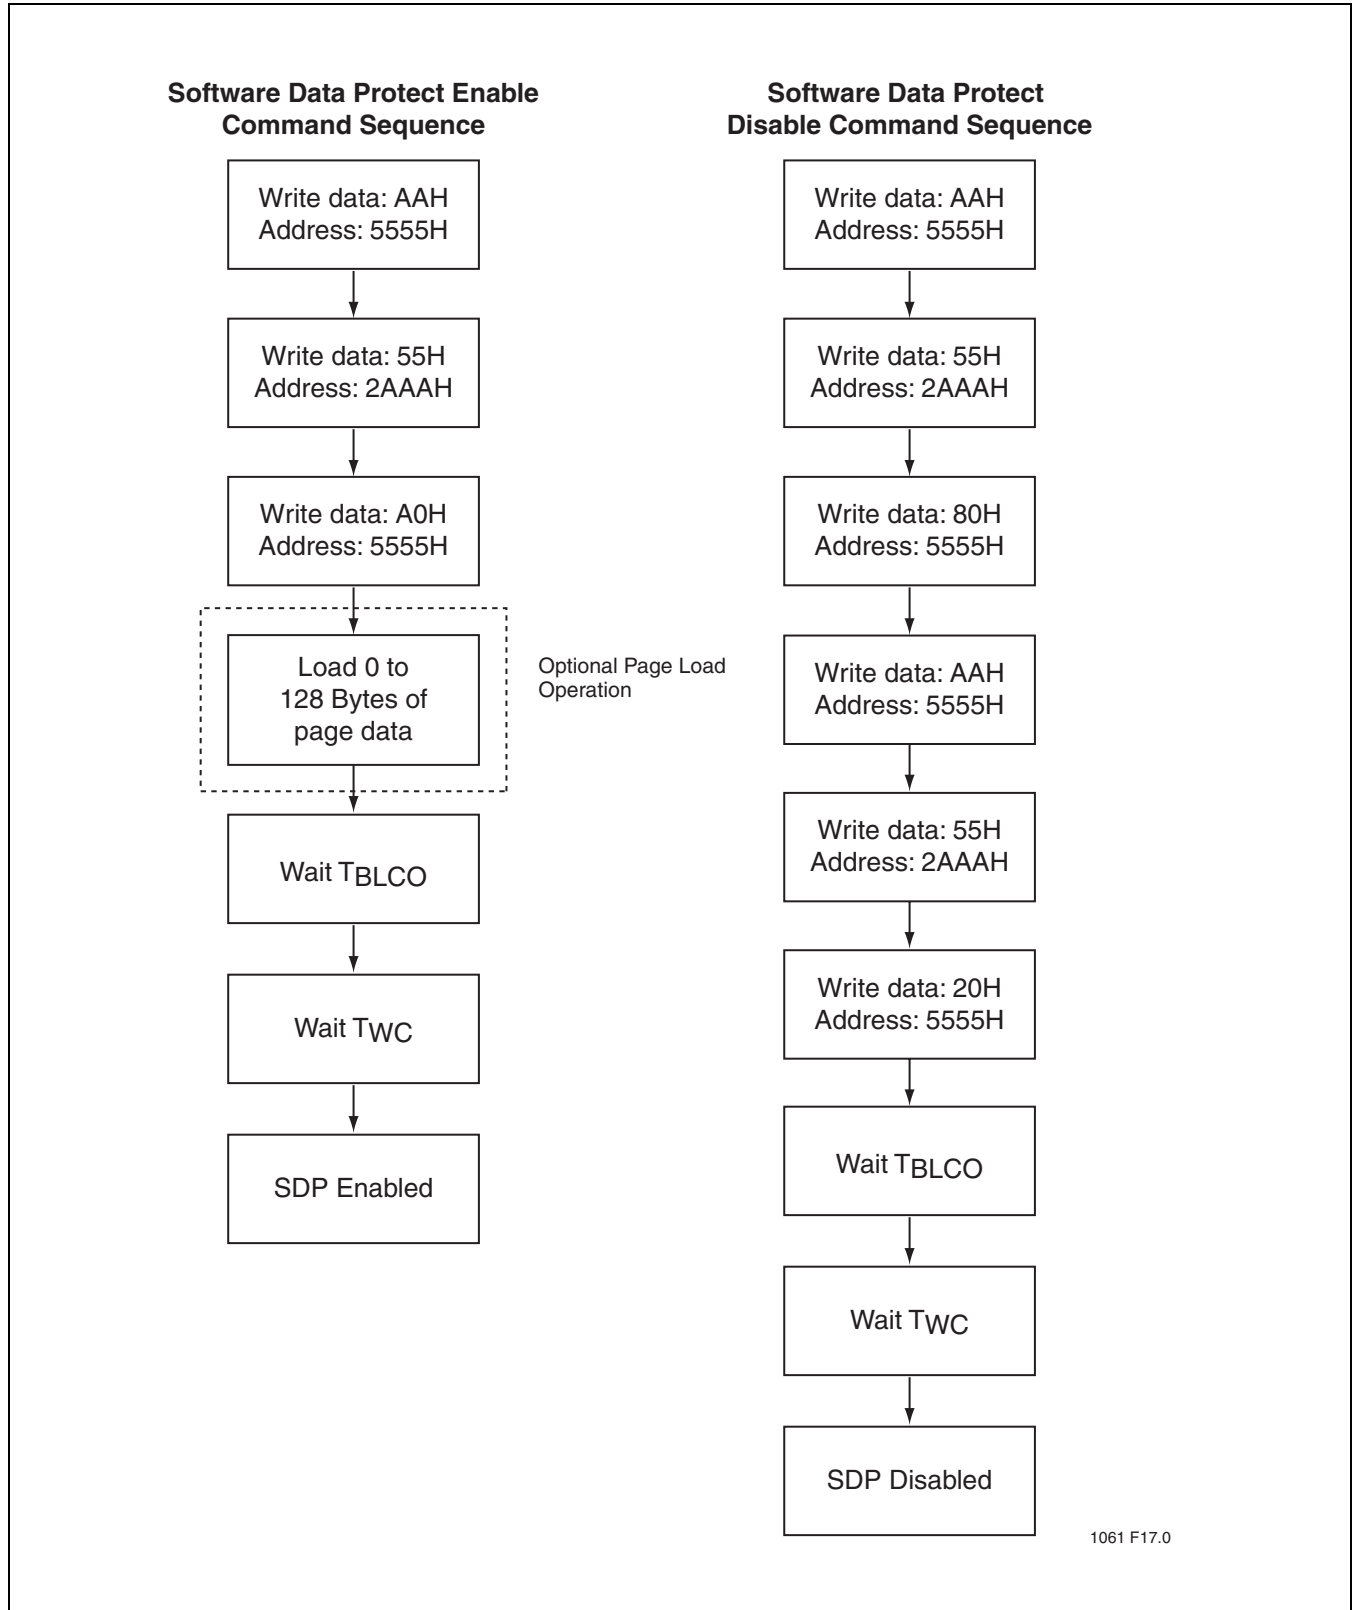 Software Data Protect Enable
Command Sequence
Write data: AAH
Address: 5555H
Write data: 55H
Address: 2AAAH
Write data: A0H
Address: 5555H
Load 0 to
128 Bytes of
page data
Optional Page Load
Operation
Wait TBLCO
Wait TWC
SDP Enabled
Software Data Protect
Disable Command Sequence
Write data: AAH
Address: 5555H
Write data: 55H
Address: 2AAAH
Write data: 80H
Address: 5555H
Write data: AAH
Address: 5555H
Write data: 55H
Address: 2AAAH
Write data: 20H
Address: 5555H
Wait TBLCO
Wait TWC
SDP Disabled
1061 F17.0